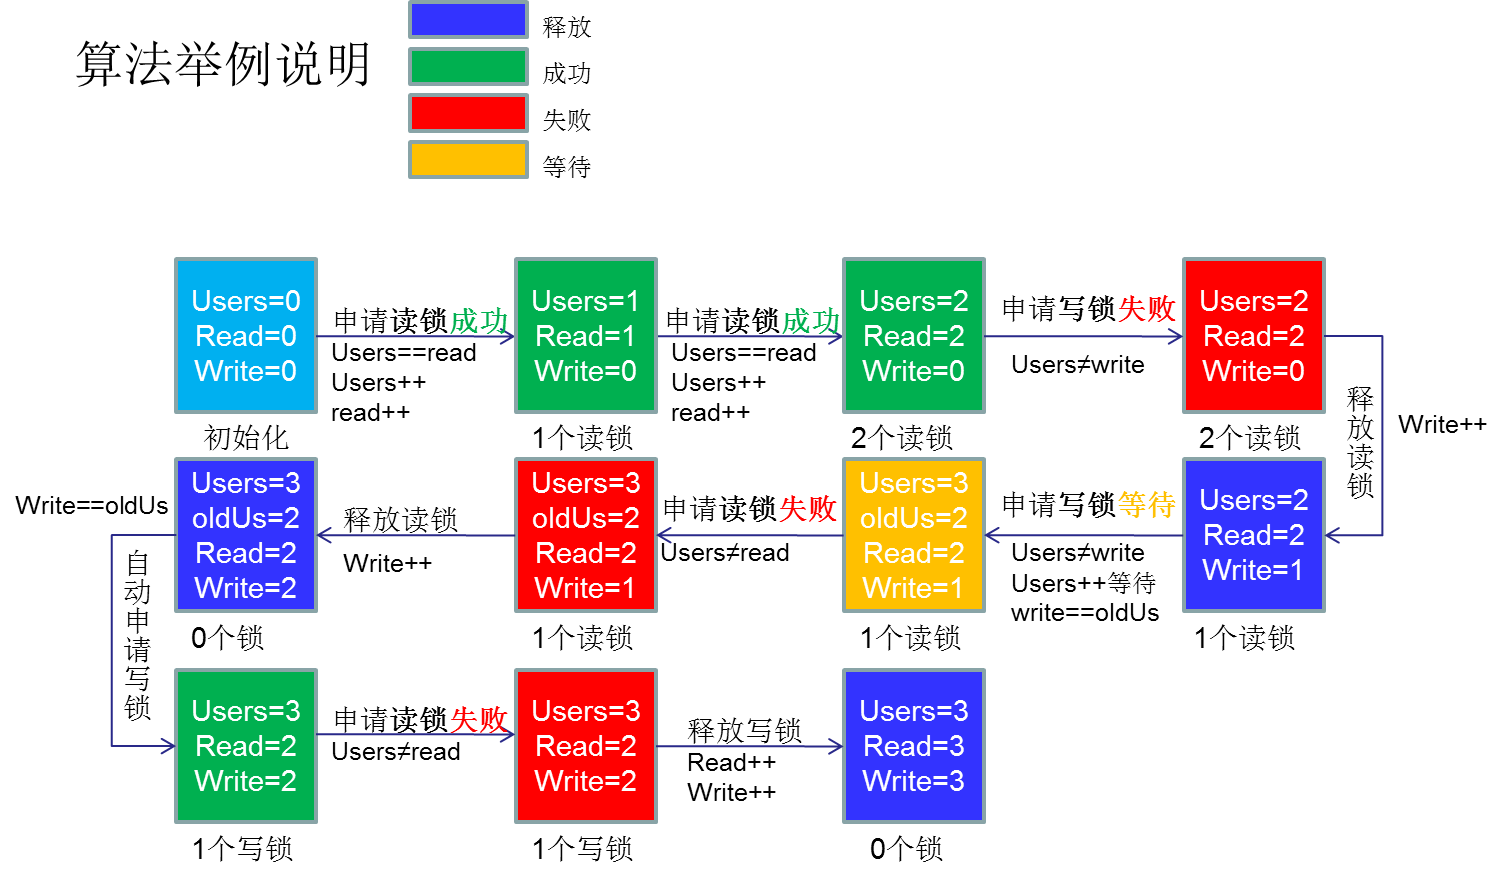 算法举例说明
释放
成功
失败
等待
Users=0
Read=0
Write=0
初始化
申请读锁成功
Users==read
Users++
read++
Users=1
Read=1
Write=0
1个读锁
申请读锁成功
Users==read
Users++
read++
Users=2
Read=2
Write=0
2个读锁
申请写锁失败
Users≠write
Users=2
Read=2
Write=0
2个读锁
释放读锁
Write++
Users=2
Read=2
Write=1
1个读锁
申请写锁等待
Users≠write
Users++等待
write==oldUs
Users=3
oldUs=2
Read=2
Write=1
1个读锁
申请读锁失败
Users≠read
Users=3
oldUs=2
Read=2
Write=1
1个读锁
释放读锁
Write++
Users=3
oldUs=2
Read=2
Write=2
0个锁
Write==oldUs
自动申请写锁
Users=3
Read=2
Write=2
1个写锁
申请读锁失败
Users≠read
Users=3
Read=2
Write=2
1个写锁
释放写锁
Read++
Write++
Users=3
Read=3
Write=3
0个锁